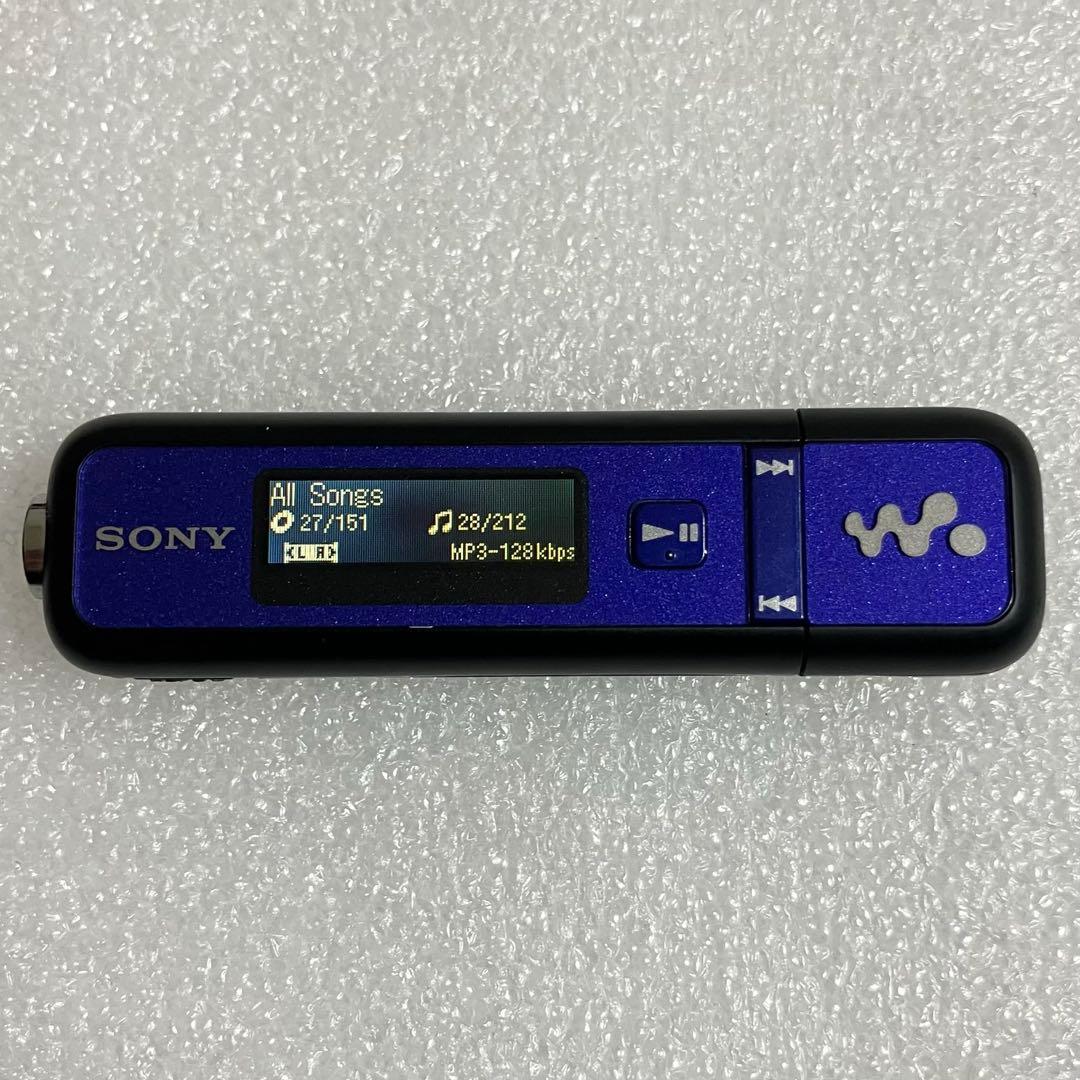 SONY
All Songs
27/151 28/212
L R MP3-128kbps